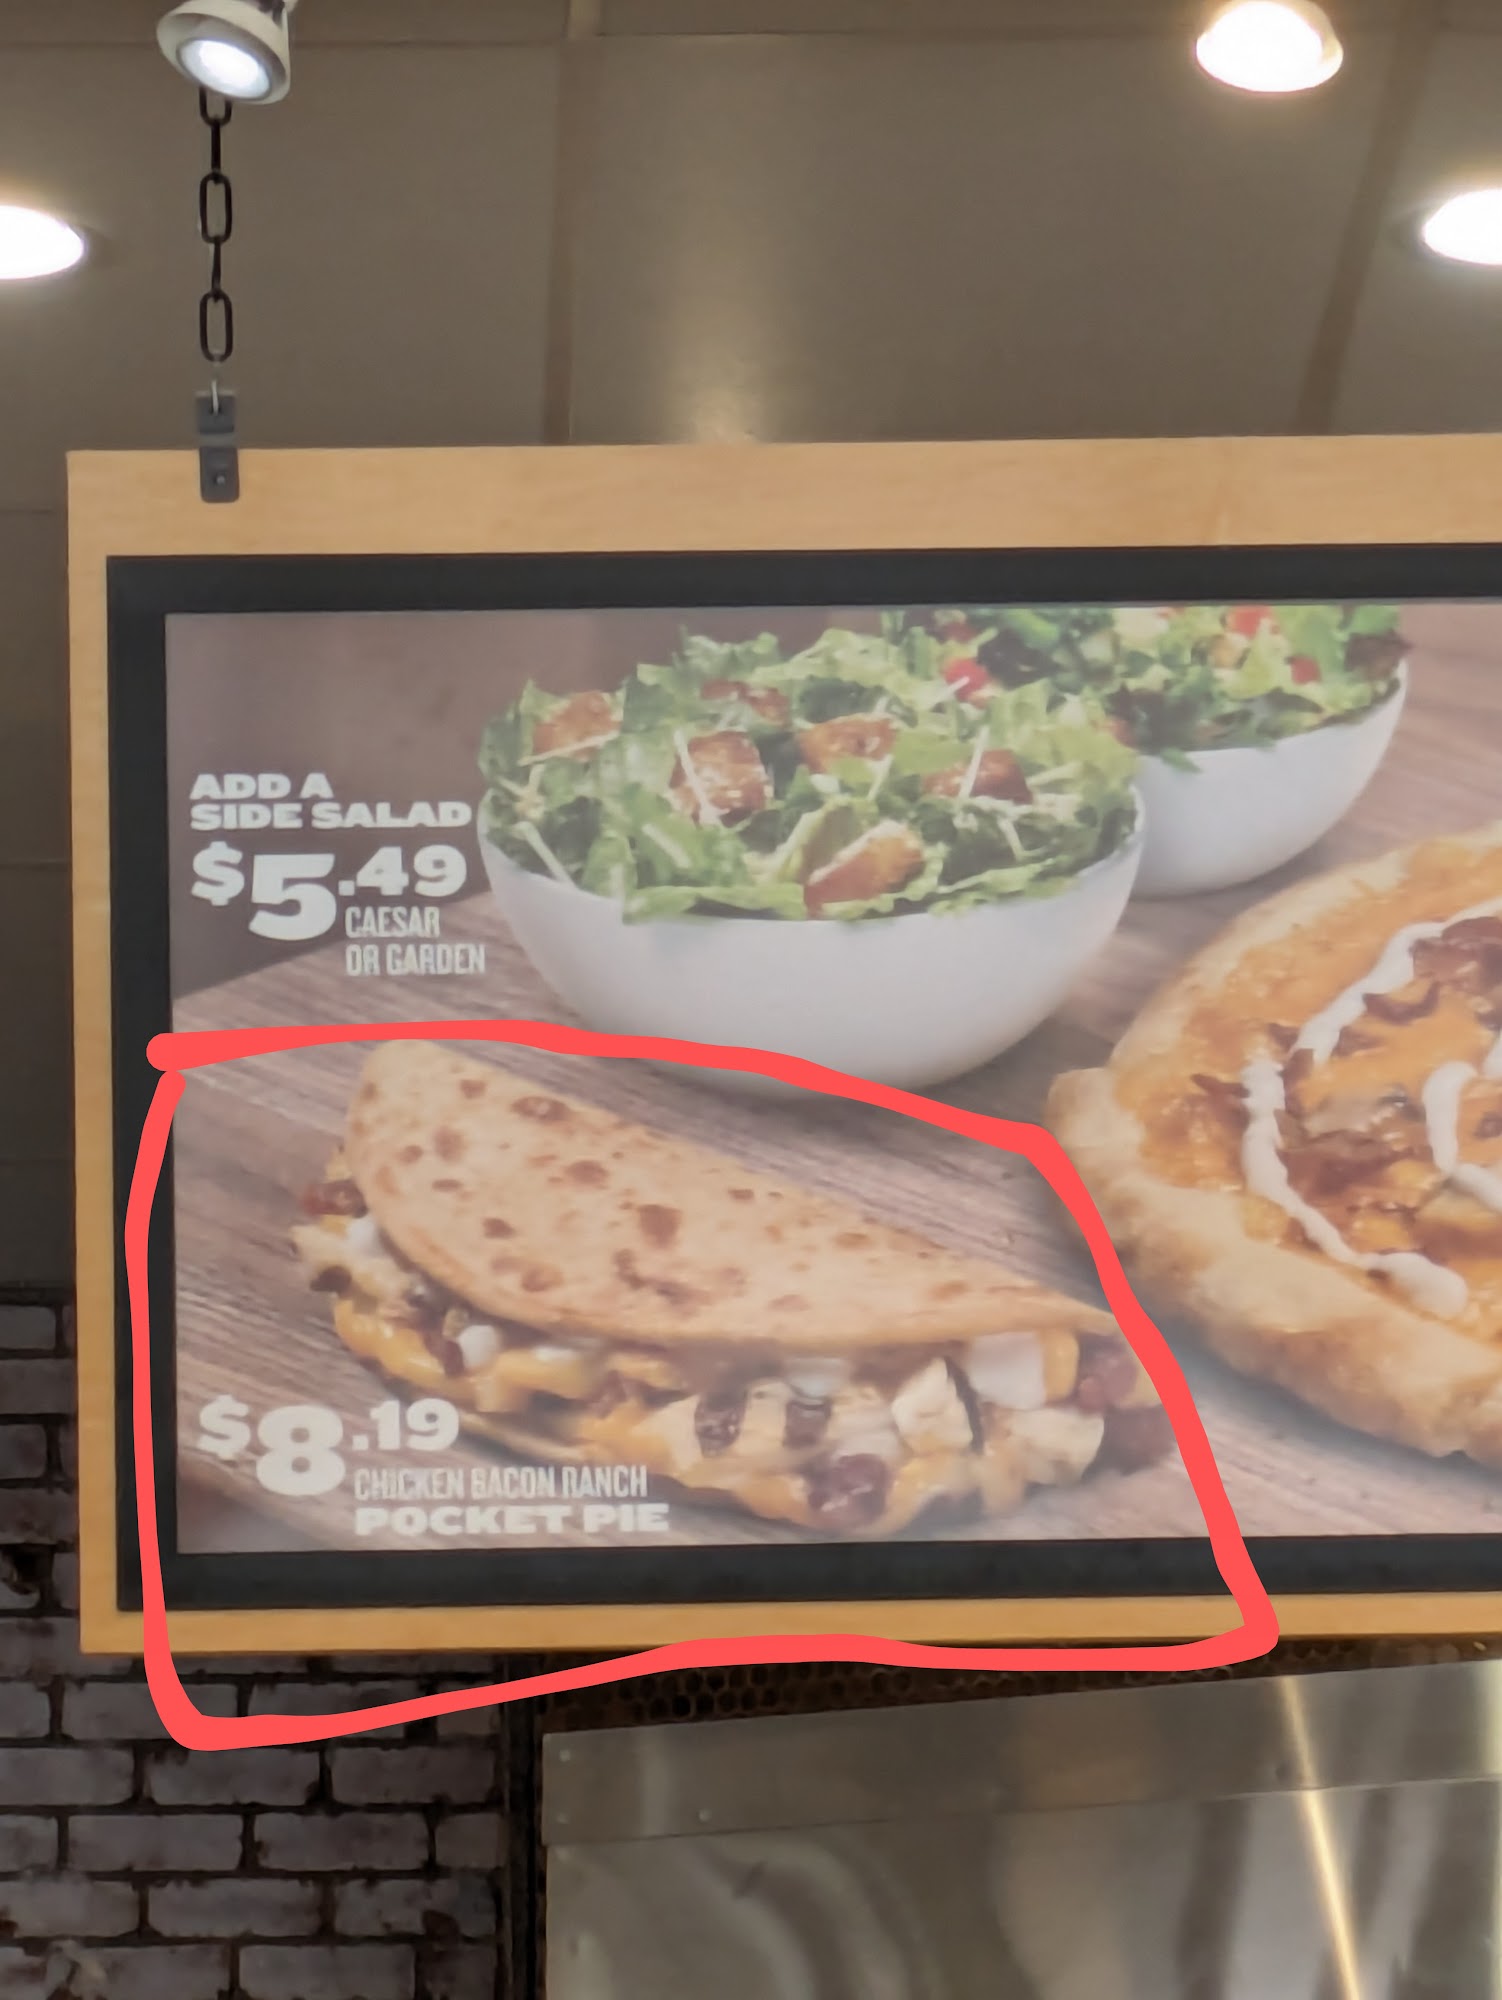 ADD A
SIDE SALAD
$5.49
CAESAR
OR GARDEN
$8.19
CHICKEN BACON RANCH
POCKET PIE